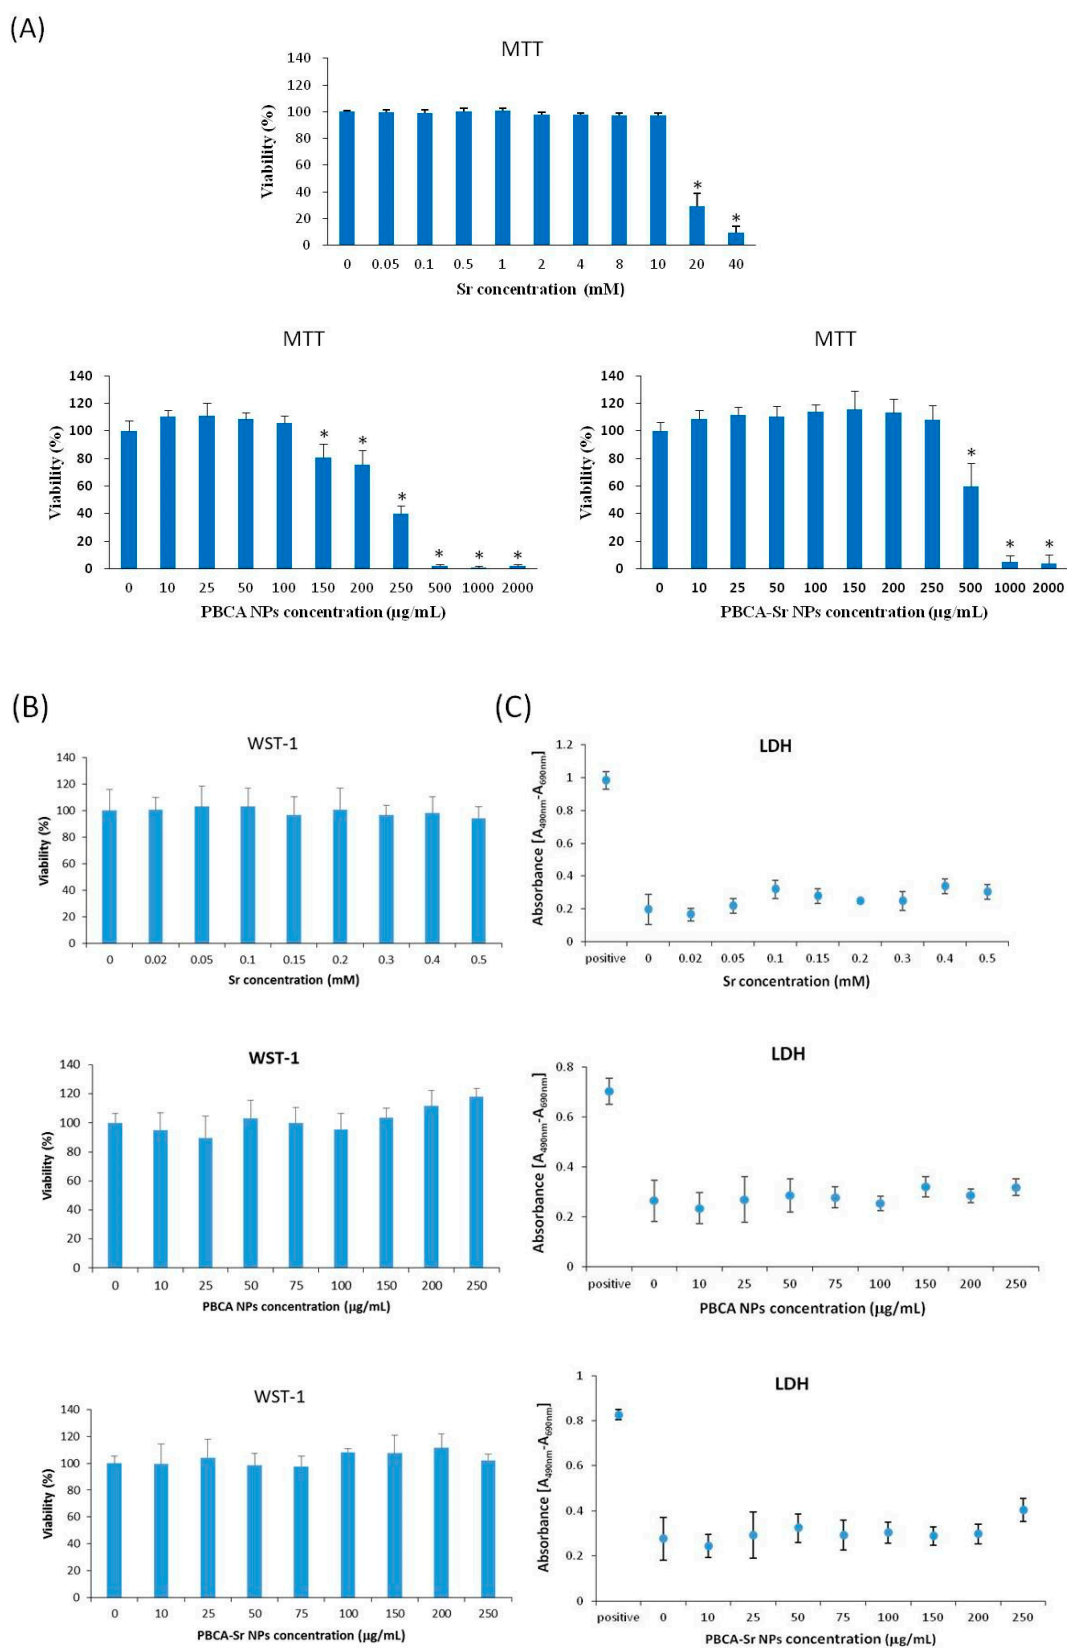 (A)
MTT
140
120
100
80
60
40
20
0
Viability (%)
* *
0 0.05 0.1 0.5 1 2 4 8 10 20 40
Sr concentration (mM)
MTT
140
120
100
80
60
40
20
0
Viability (%)
* * * * * *
0 10 25 50 100 150 200 250 500 1000 2000
PBCA NPs concentration (µg/mL)
MTT
140
120
100
80
60
40
20
0
Viability (%)
* * *
0 10 25 50 100 150 200 250 500 1000 2000
PBCA-Sr NPs concentration (µg/mL)
(B)
WST-1
140
120
100
80
60
40
20
0
Viability (%)
0 0.02 0.05 0.1 0.15 0.2 0.3 0.4 0.5
Sr concentration (mM)
(C)
LDH
1.2
1
0.8
0.6
0.4
0.2
0
Absorbance [A490nm-A690nm]
positive 0 0.02 0.05 0.1 0.15 0.2 0.3 0.4 0.5
Sr concentration (mM)
WST-1
140
120
100
80
60
40
20
0
Viability (%)
0 10 25 50 75 100 150 200 250
PBCA NPs concentration (µg/mL)
LDH
0.8
0.6
0.4
0.2
0
Absorbance [A490nm-A690nm]
positive 0 10 25 50 75 100 150 200 250
PBCA NPs concentration (µg/mL)
WST-1
140
120
100
80
60
40
20
0
Viability (%)
0 10 25 50 75 100 150 200 250
PBCA-Sr NPs concentration (µg/mL)
LDH
1
0.8
0.6
0.4
0.2
0
Absorbance [A490nm-A690nm]
positive 0 10 25 50 75 100 150 200 250
PBCA-Sr NPs concentration (µg/mL)